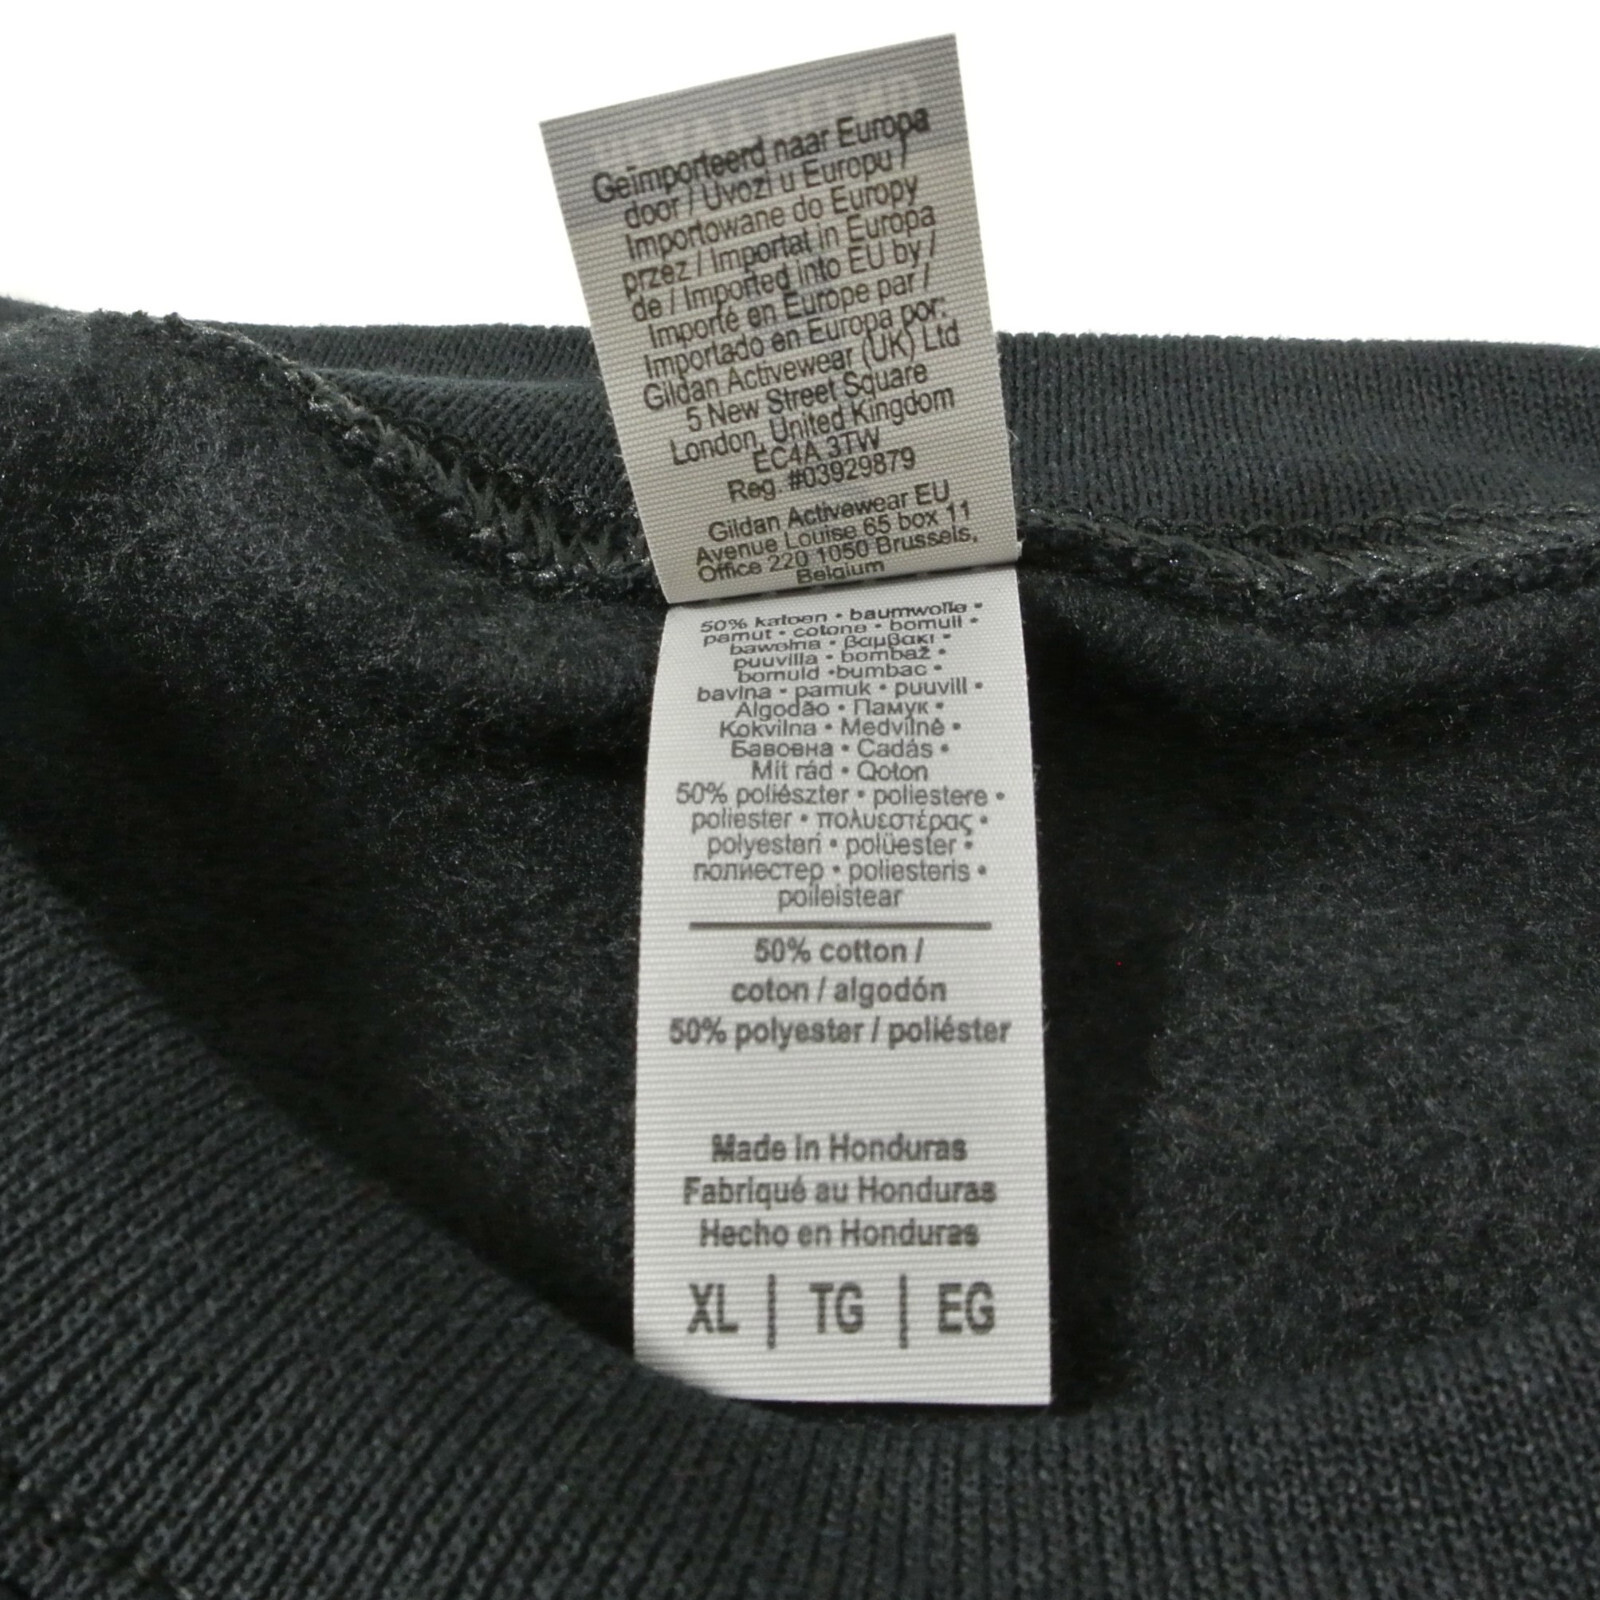 Geïmporteerd naar Europa
door / Uvozi u Europu /
Importowane do Europy
przez / Importat in Europa
de / Imported into EU by /
Importé en Europe par /
Importado en Europa por:
Gildan Activewear (UK) Ltd
5 New Street Square
London, United Kingdom
EC4A 3TW
Reg. #03929879
Gildan Activewear EU,
Avenue Louise 65 box 11
Office 220 1050 Brussels,
Belgium
50% katoen • baumwolle •
pamut • cotone • bomull •
bawełna • βαμβακι •
puuvilla • bombaž •
bomuld •bumbac •
bavlna • pamuk • puuvill •
Algodão • Памук •
Kokvilna • Medvilnė •
Бавовна • Cadás •
Mit rád • Qoton
50% poliészter • poliestere •
poliester • πολυεστέρας •
polyesteri • polüester •
полиестер • poliesteris •
poileistear
50% cotton /
coton / algodón
50% polyester / poliéster
Made in Honduras
Fabriqué au Honduras
Hecho en Honduras
XL | TG | EG